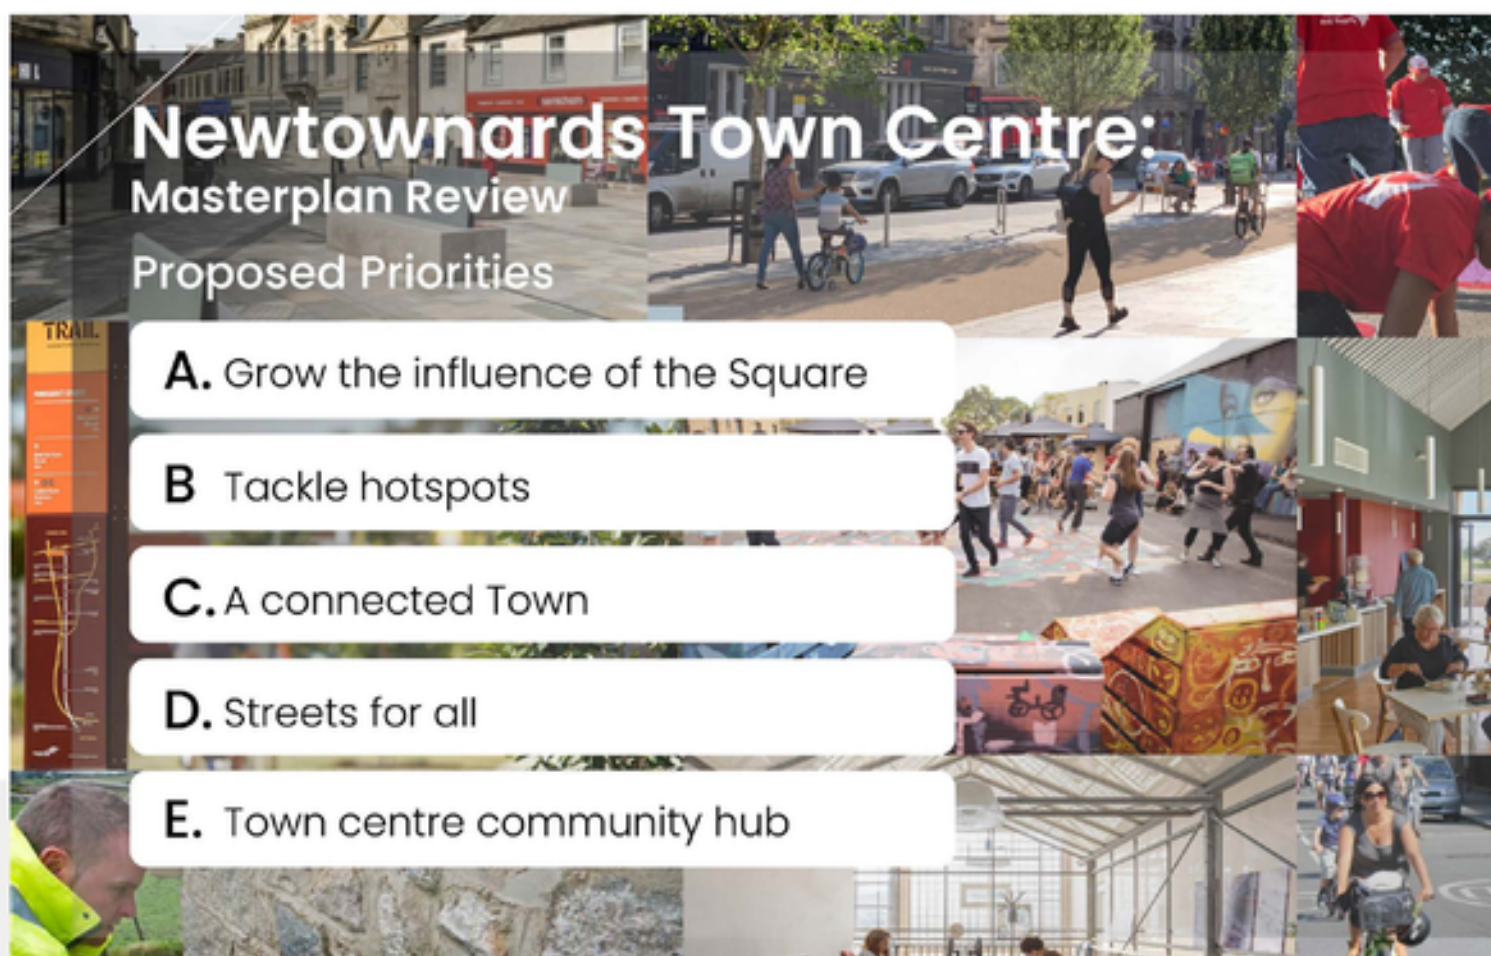 Newtownards Town Centre:
Masterplan Review
Proposed Priorities
TRAIL
A. Grow the influence of the Square
B Tackle hotspots
C. A connected Town
D. Streets for all
E. Town centre community hub